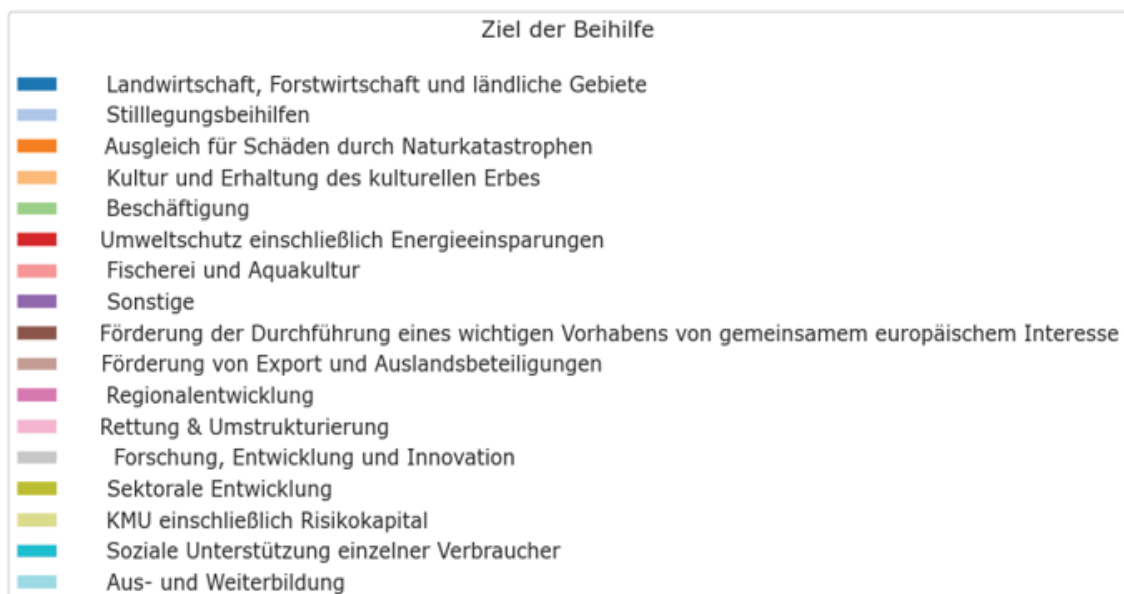 Ziel der Beihilfe
Landwirtschaft, Forstwirtschaft und ländliche Gebiete
Stilllegungsbeihilfen
Ausgleich für Schäden durch Naturkatastrophen
Kultur und Erhaltung des kulturellen Erbes
Beschäftigung
Umweltschutz einschließlich Energieeinsparungen
Fischerei und Aquakultur
Sonstige
Förderung der Durchführung eines wichtigen Vorhabens von gemeinsamem europäischem Interesse
Förderung von Export und Auslandsbeteiligungen
Regionalentwicklung
Rettung & Umstrukturierung
Forschung, Entwicklung und Innovation
Sektorale Entwicklung
KMU einschließlich Risikokapital
Soziale Unterstützung einzelner Verbraucher
Aus- und Weiterbildung